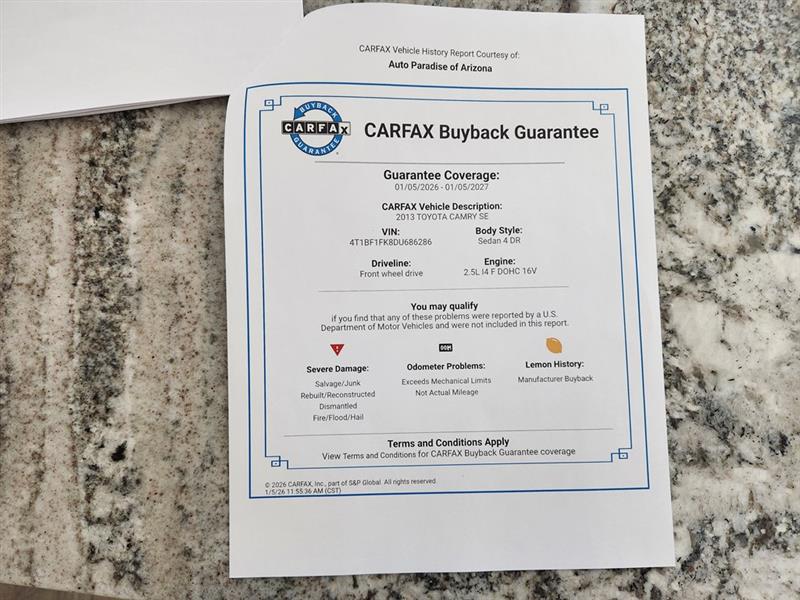 CARFAX Vehicle History Report Courtesy of:
Auto Paradise of Arizona
BUYBACK
CARFAX
GUARANTEE
CARFAX Buyback Guarantee
Guarantee Coverage:
01/05/2026 - 01/05/2027
CARFAX Vehicle Description:
2013 TOYOTA CAMRY SE
VIN:
4T1BF1FK8DU686286
Body Style:
Sedan 4 DR
Driveline:
Front wheel drive
Engine:
2.5L I4 F DOHC 16V
You may qualify
if you find that any of these problems were reported by a U.S.
Department of Motor Vehicles and were not included in this report.
Severe Damage:
Salvage/Junk
Rebuilt/Reconstructed
Dismantled
Fire/Flood/Hail
Odometer Problems:
Exceeds Mechanical Limits
Not Actual Mileage
Lemon History:
Manufacturer Buyback
Terms and Conditions Apply
View Terms and Conditions for CARFAX Buyback Guarantee coverage
© 2026 CARFAX, Inc., part of S&P Global. All rights reserved.
1/5/26 11:55:36 AM (CST)